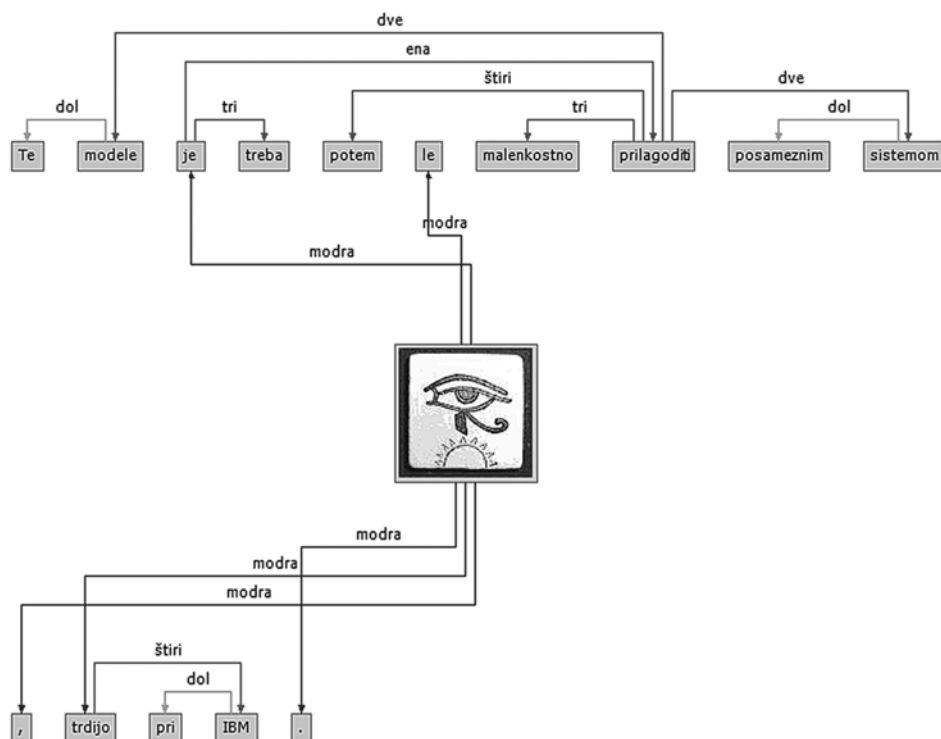 dve
ena
štiri dve
dol tri tri dol
Te modele je treba potem le malenkostno prilagoditi posameznim sistemom
modra
modra
modra
modra
modra
štiri
dol
, trdijo pri IBM .